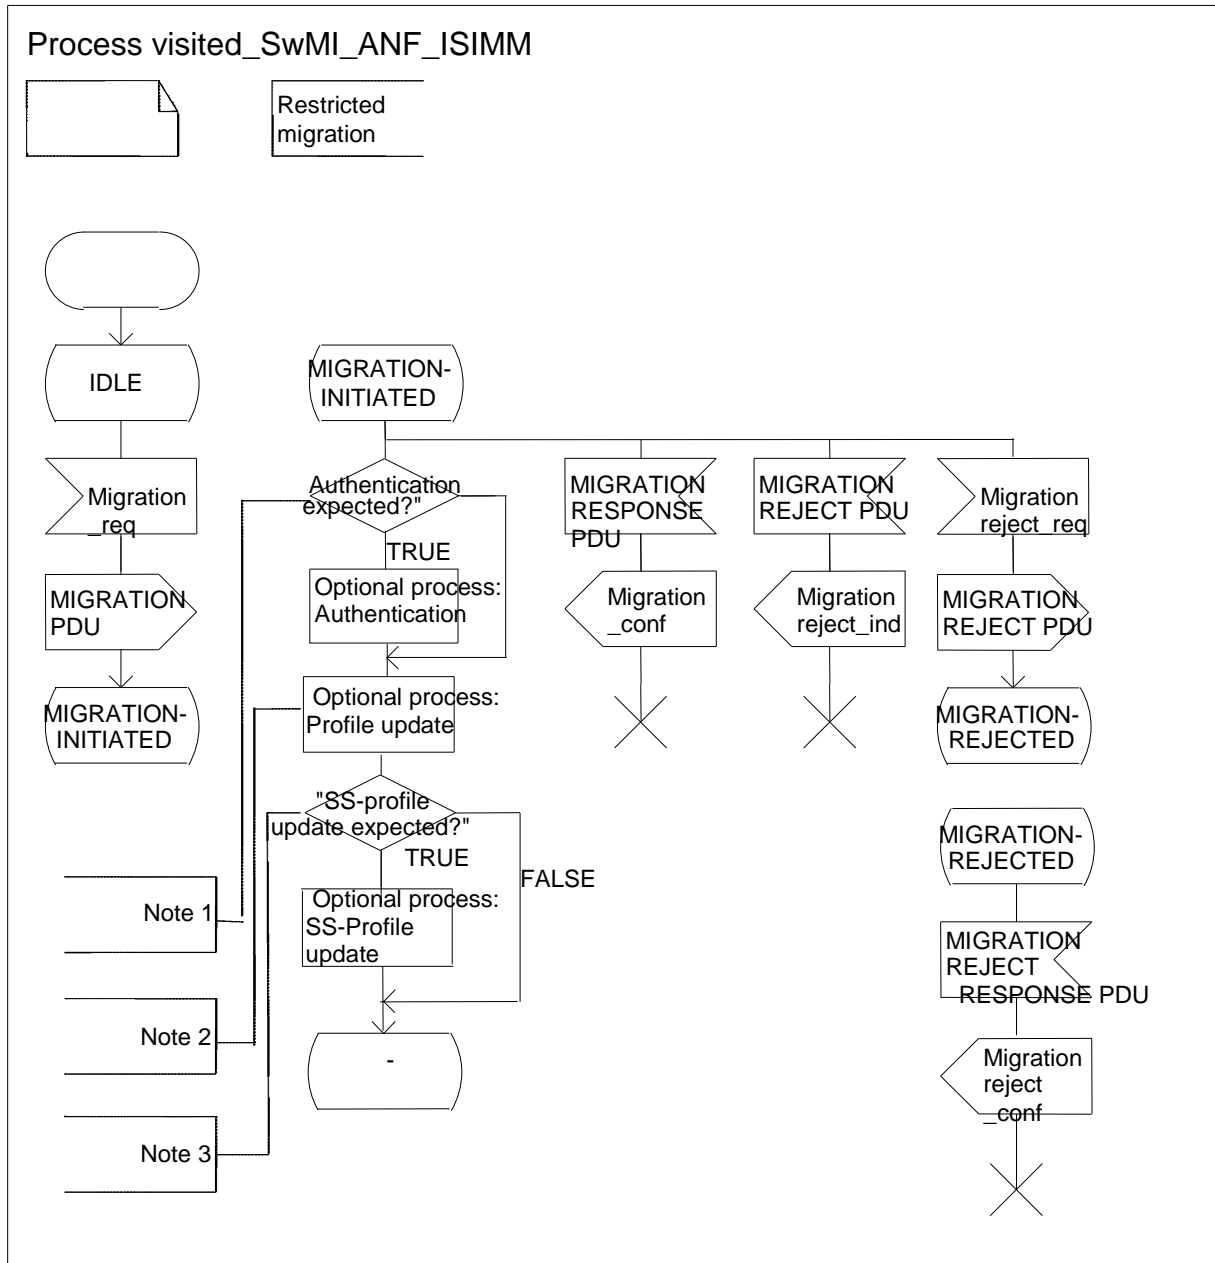 Process visited_SwMI_ANF_ISIMM
Restricted
migration
IDLE
Migration
_req
MIGRATION
PDU
MIGRATION-
INITIATED
MIGRATION-
INITIATED
Authentication
expected?"
TRUE
Optional process:
Authentication
Optional process:
Profile update
"SS-profile
update expected?"
TRUE
FALSE
Optional process:
SS-Profile
update
-
Note 1
Note 2
Note 3
MIGRATION
RESPONSE
PDU
Migration
_conf
MIGRATION
REJECT PDU
Migration
reject_ind
Migration
reject_req
MIGRATION
REJECT PDU
MIGRATION-
REJECTED
MIGRATION-
REJECTED
MIGRATION
REJECT
RESPONSE PDU
Migration
reject
_conf